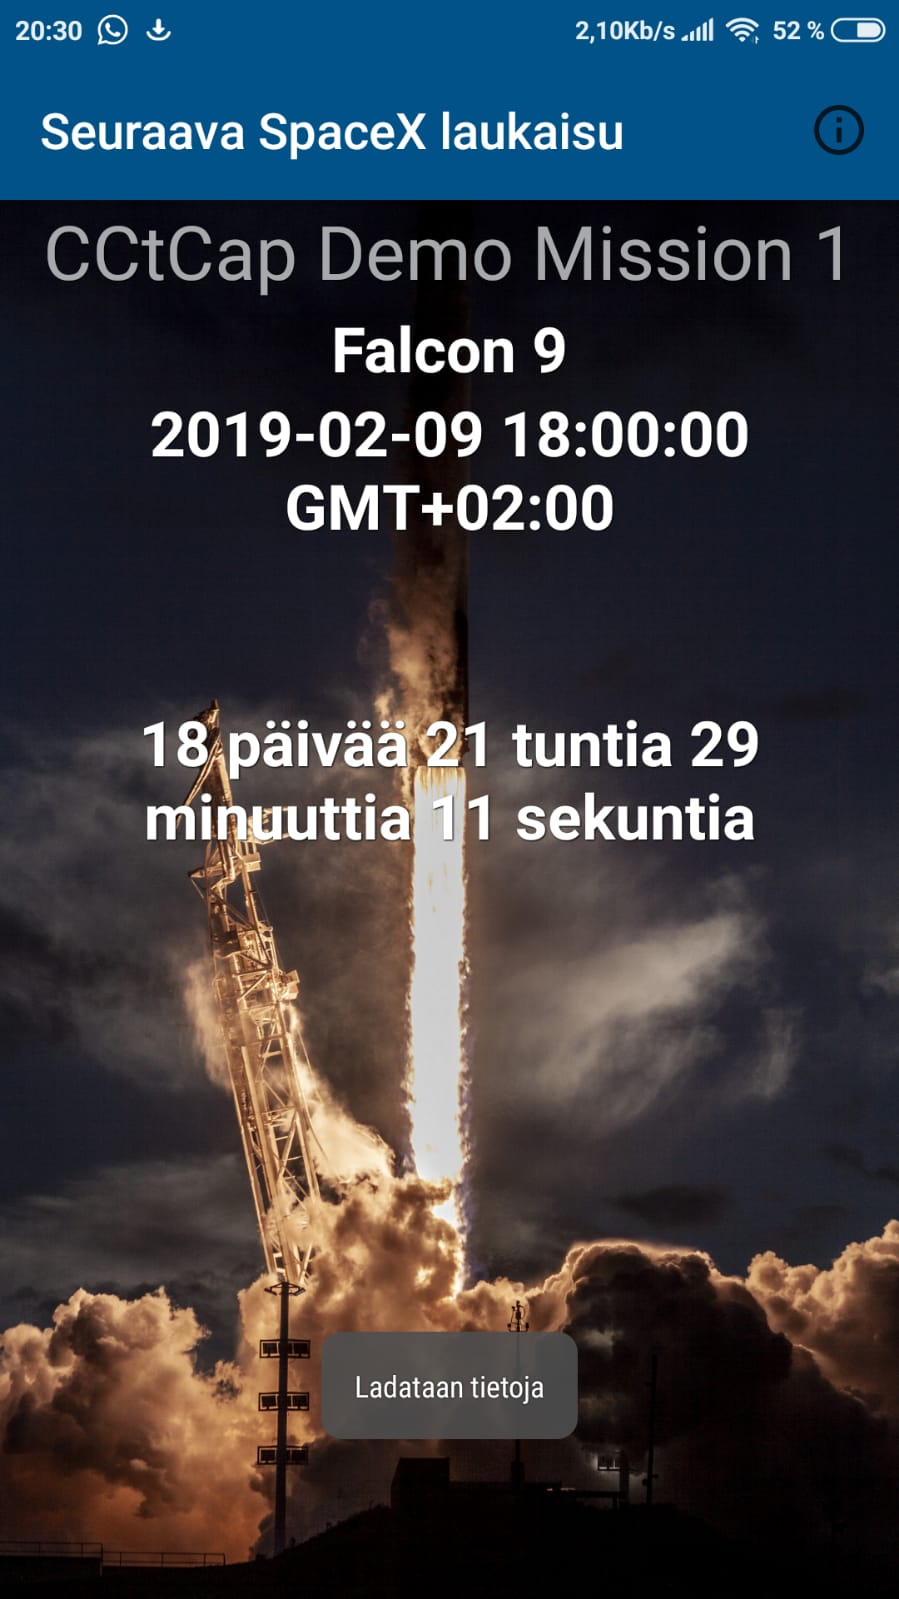 20:30 2,10Kb/s 52 %
Seuraava SpaceX laukaisu
CCtCap Demo Mission 1
Falcon 9
2019-02-09 18:00:00
GMT+02:00
18 päivää 21 tuntia 29
minuuttia 11 sekuntia
Ladataan tietoja